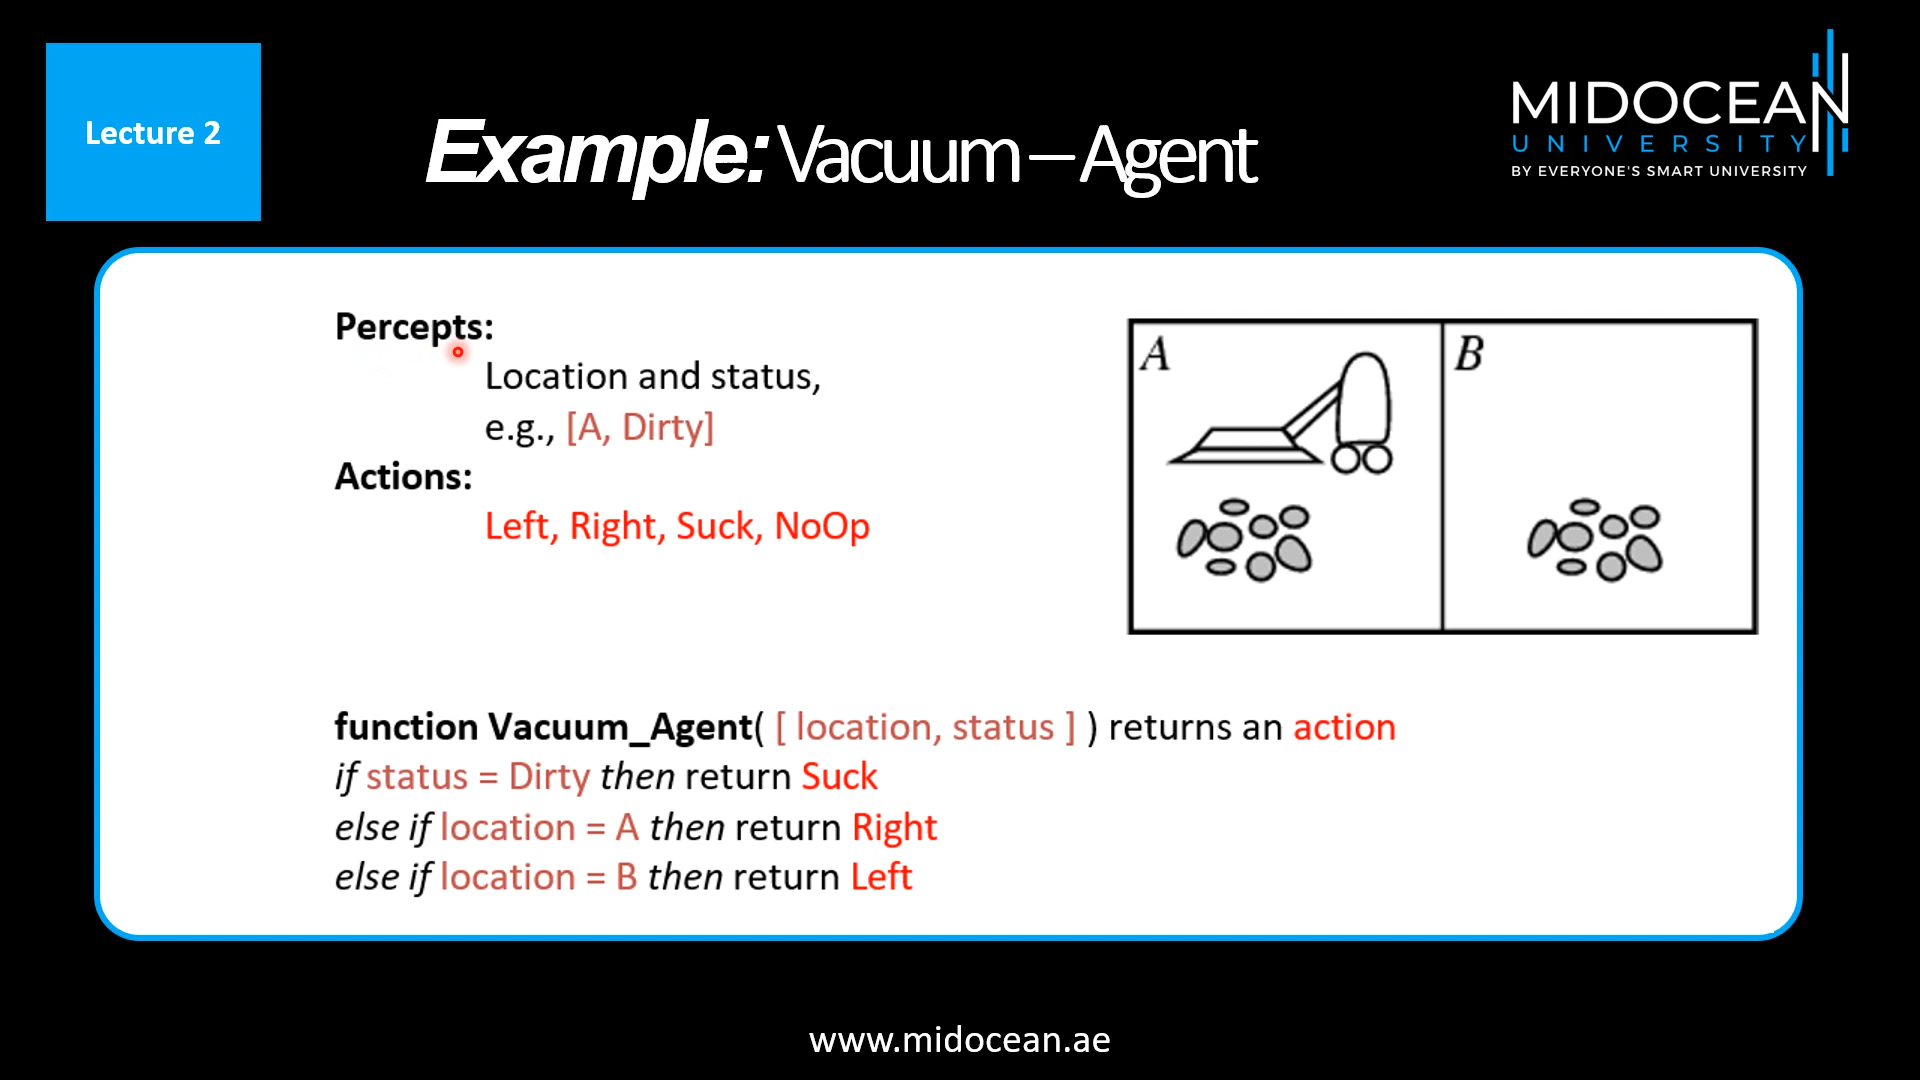 Lecture 2
Example: Vacuum – Agent
MIDOCEAN
UNIVERSITY
BY EVERYONE'S SMART UNIVERSITY
Percepts:
Location and status,
e.g., [A, Dirty]
Actions:
Left, Right, Suck, NoOp
A
B
function Vacuum_Agent( [ location, status ] ) returns an action
if status = Dirty then return Suck
else if location = A then return Right
else if location = B then return Left
www.midocean.ae